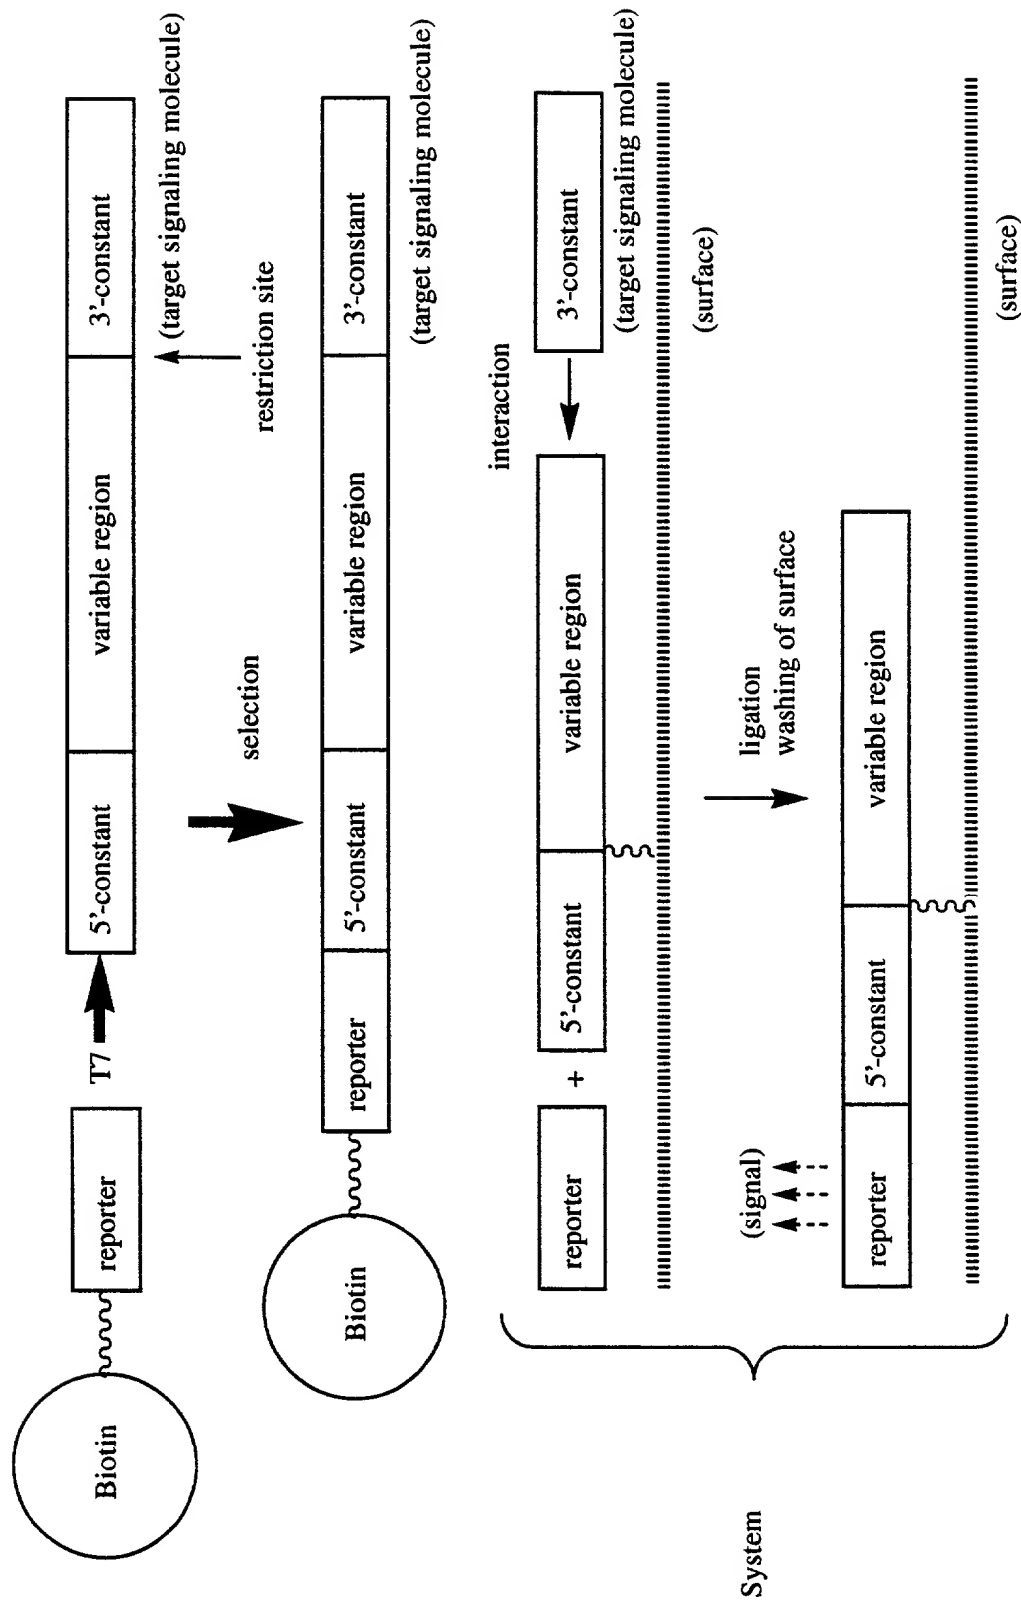 Biotin
reporter
T7
5'-constant
variable region
3'-constant
(target signaling molecule)
restriction site
selection
Biotin
reporter
5'-constant
variable region
3'-constant
(target signaling molecule)
interaction
reporter
+
5'-constant
variable region
3'-constant
(target signaling molecule)
(surface)
System
ligation
washing of surface
(signal)
reporter
5'-constant
variable region
(surface)